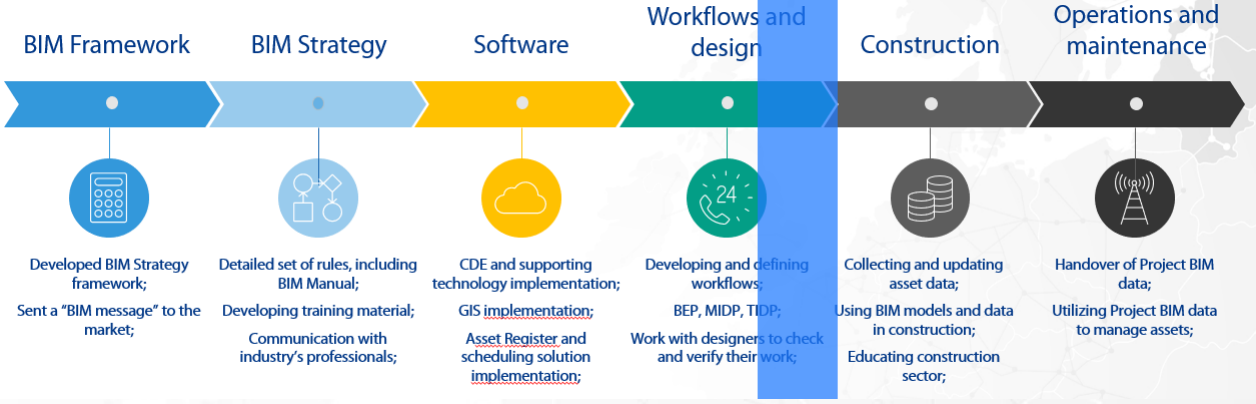 BIM Framework
BIM Strategy
Software
Workflows and
design
Construction
Operations and
maintenance
24
Developed BIM Strategy
framework;
Sent a “BIM message” to the
market;
Detailed set of rules, including
BIM Manual;
Developing training material;
Communication with
industry’s professionals;
CDE and supporting
technology implementation;
GIS implementation;
Asset Register and
scheduling solution
implementation;
Developing and defining
workflows;
BEP, MIDP, TIDP;
Work with designers to check
and verify their work;
Collecting and updating
asset data;
Using BIM models and data
in construction;
Educating construction
sector;
Handover of Project BIM
data;
Utilizing Project BIM data
to manage assets;